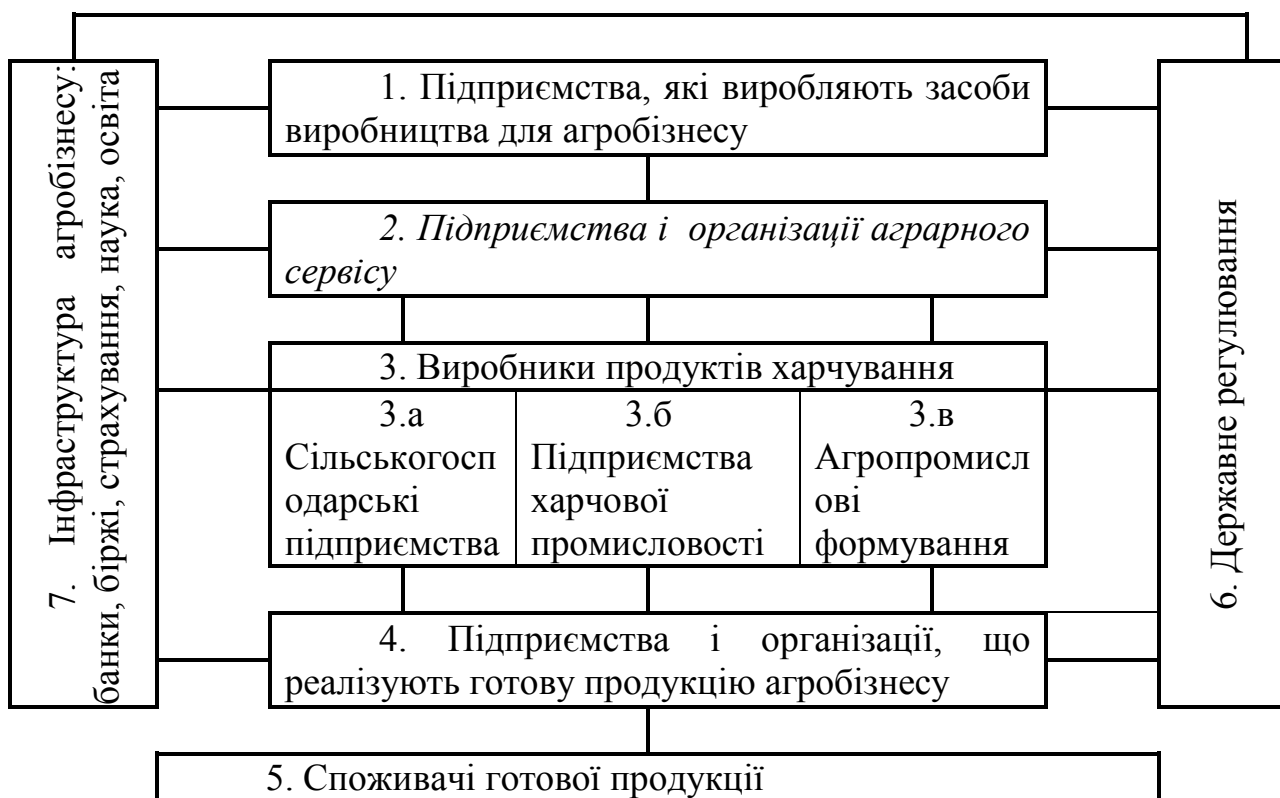 7. Інфраструктура агробізнесу:
банки, біржі, страхування, наука, освіта
1. Підприємства, які виробляють засоби
виробництва для агробізнесу
2. Підприємства і організації аграрного
сервісу
3. Виробники продуктів харчування
3.а
Сільськогосп
одарські
підприємства
3.б
Підприємства
харчової
промисловості
3.в
Агропромисл
ові
формування
4. Підприємства і організації, що
реалізують готову продукцію агробізнесу
5. Споживачі готової продукції
6. Державне регулювання